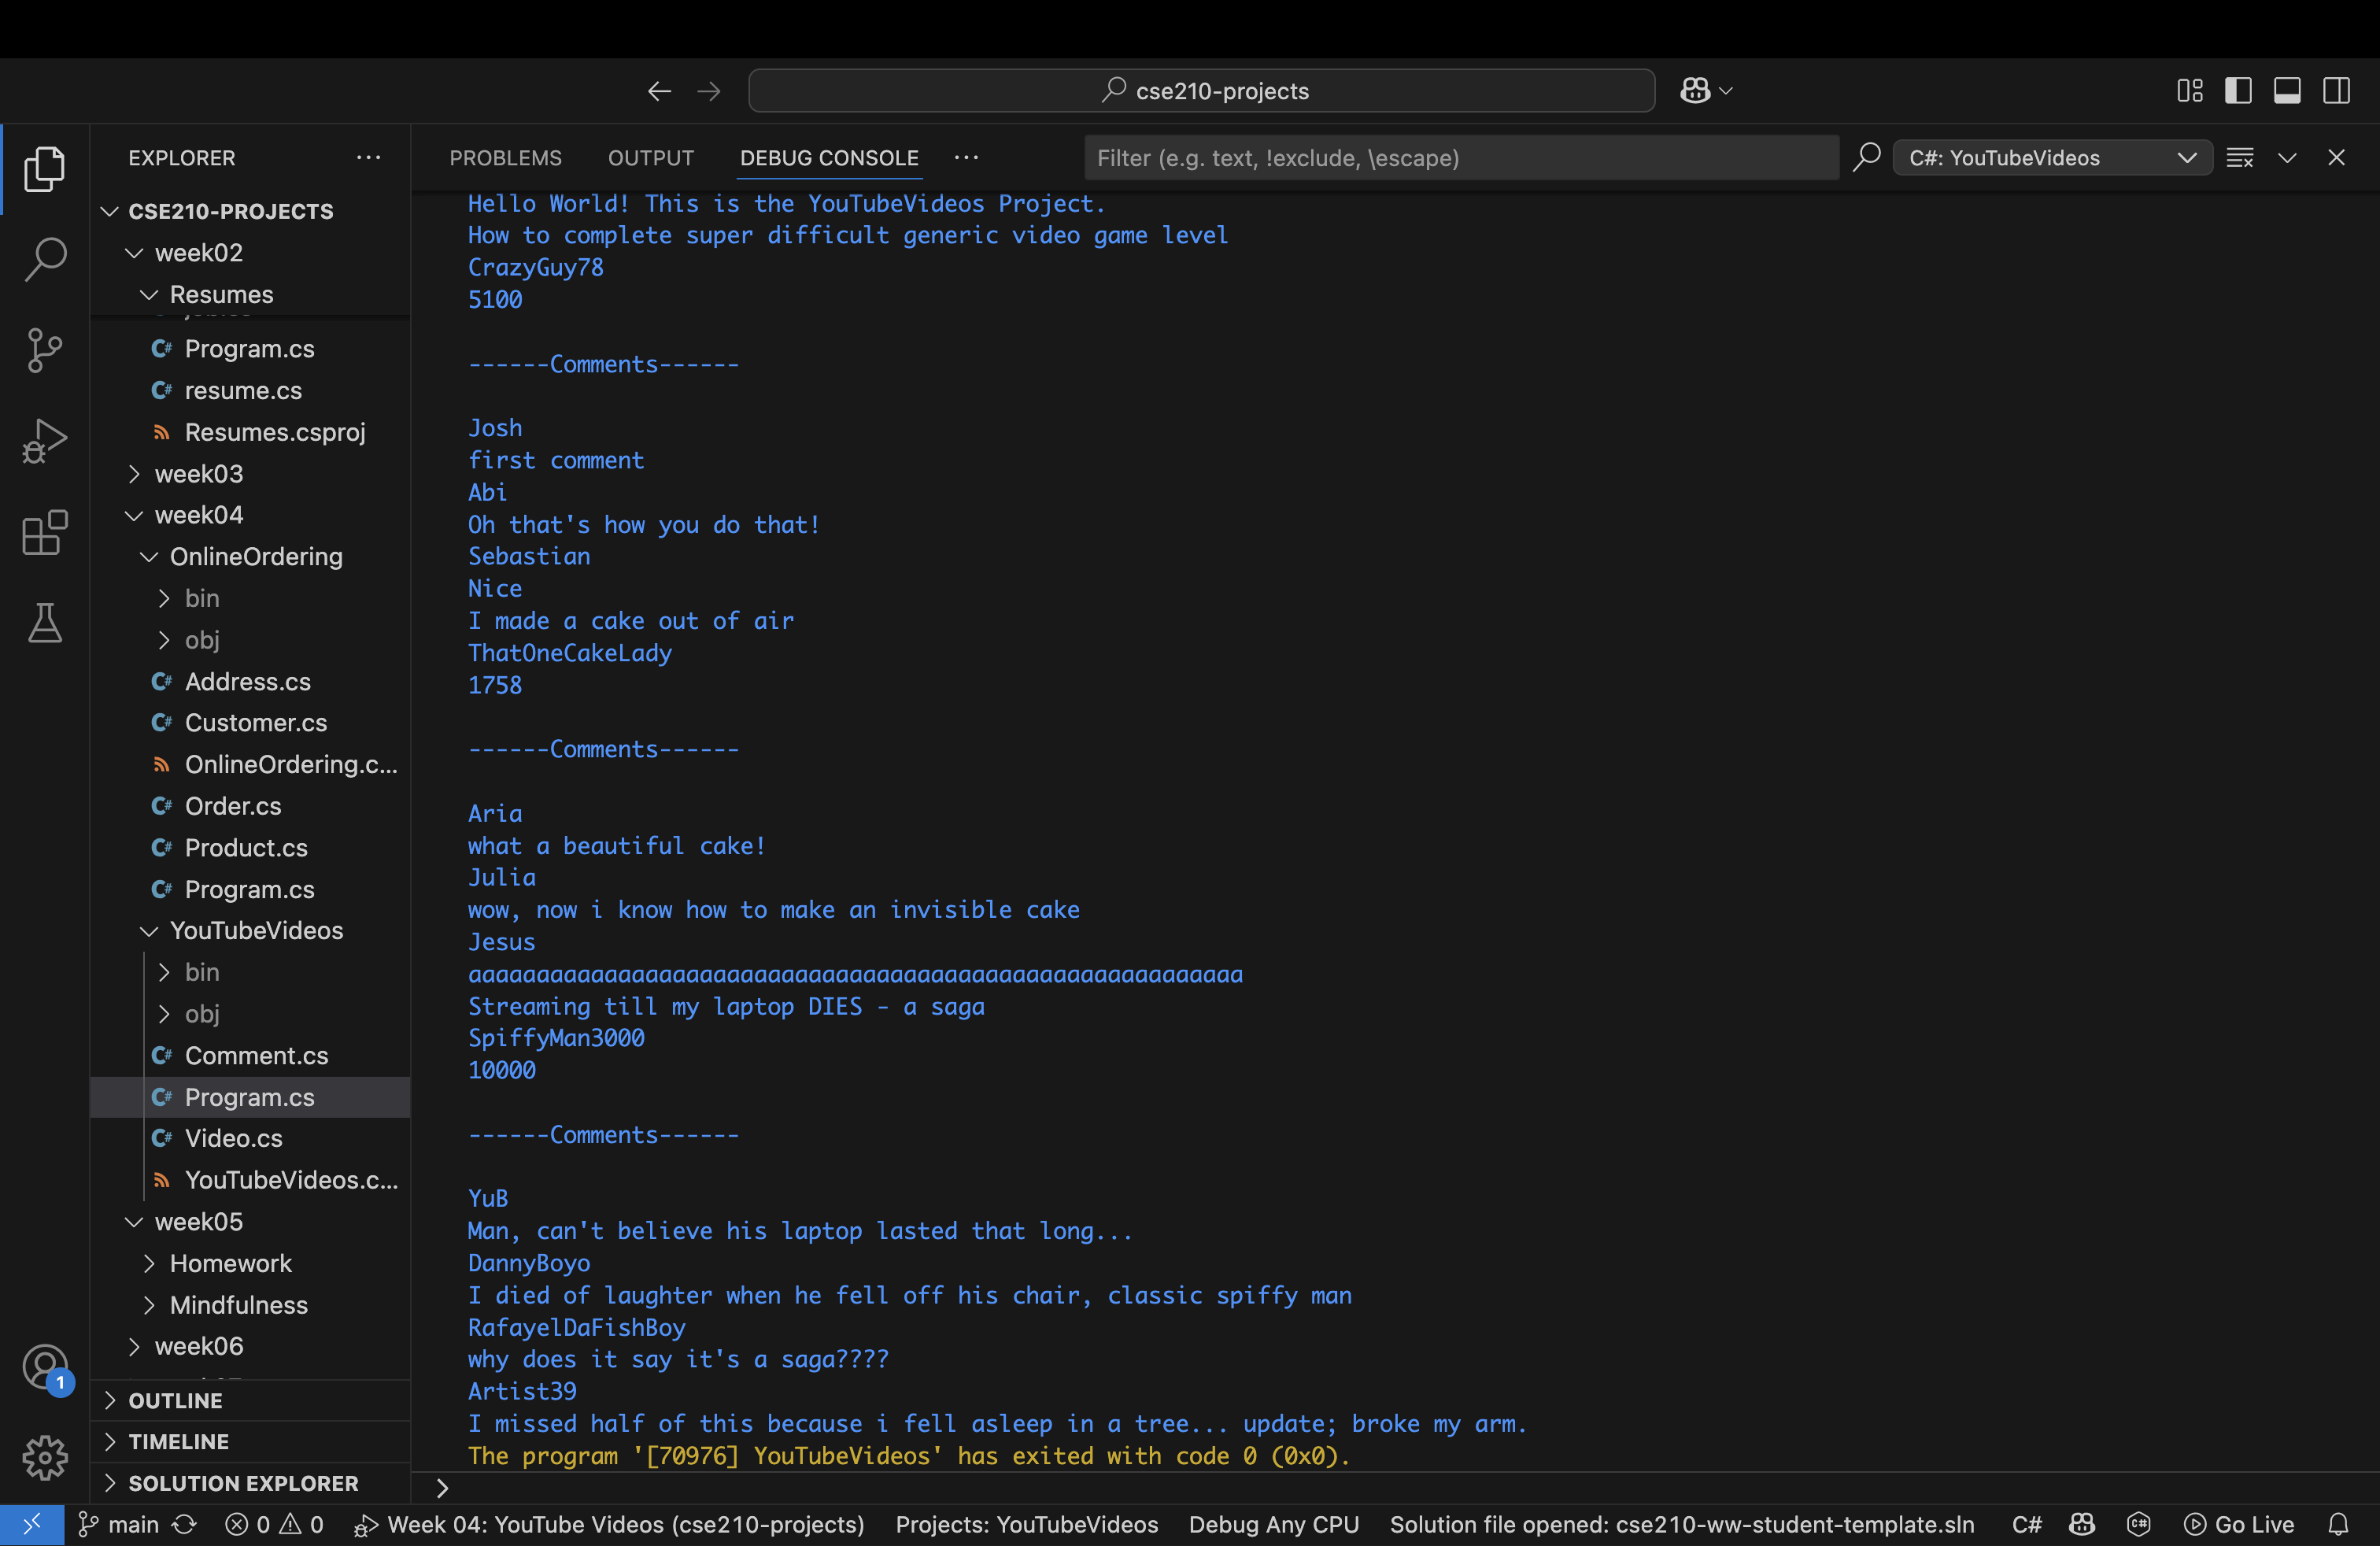 cse210-projects
EXPLORER
PROBLEMS OUTPUT DEBUG CONSOLE
Filter (e.g. text, !exclude, \escape)
C#: YouTubeVideos
CSE210-PROJECTS
week02
Resumes
Program.cs
resume.cs
Resumes.csproj
week03
week04
OnlineOrdering
bin
obj
Address.cs
Customer.cs
OnlineOrdering.c...
Order.cs
Product.cs
Program.cs
YouTubeVideos
bin
obj
Comment.cs
Program.cs
Video.cs
YouTubeVideos.c...
week05
Homework
Mindfulness
week06
OUTLINE
TIMELINE
SOLUTION EXPLORER
1
Hello World! This is the YouTubeVideos Project.
How to complete super difficult generic video game level
CrazyGuy78
5100
------Comments------
Josh
first comment
Abi
Oh that's how you do that!
Sebastian
Nice
I made a cake out of air
ThatOneCakeLady
1758
------Comments------
Aria
what a beautiful cake!
Julia
wow, now i know how to make an invisible cake
Jesus
aaaaaaaaaaaaaaaaaaaaaaaaaaaaaaaaaaaaaaaaaaaaaaaaaaaaaaaaa
Streaming till my laptop DIES - a saga
SpiffyMan3000
10000
------Comments------
YuB
Man, can't believe his laptop lasted that long...
DannyBoyo
I died of laughter when he fell off his chair, classic spiffy man
RafayelDaFishBoy
why does it say it's a saga????
Artist39
I missed half of this because i fell asleep in a tree... update; broke my arm.
The program '[70976] YouTubeVideos' has exited with code 0 (0x0).
main 0 0 Week 04: YouTube Videos (cse210-projects) Projects: YouTubeVideos Debug Any CPU Solution file opened: cse210-ww-student-template.sln C# Go Live